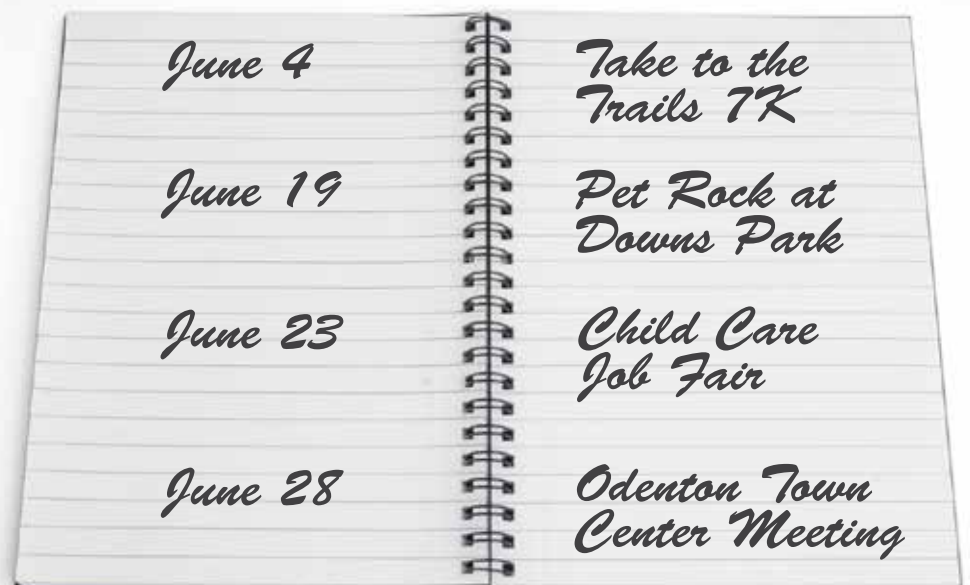 June 4
Take to the
Trails 7K
June 19
Pet Rock at
Downs Park
June 23
Child Care
Job Fair
June 28
Odenton Town
Center Meeting